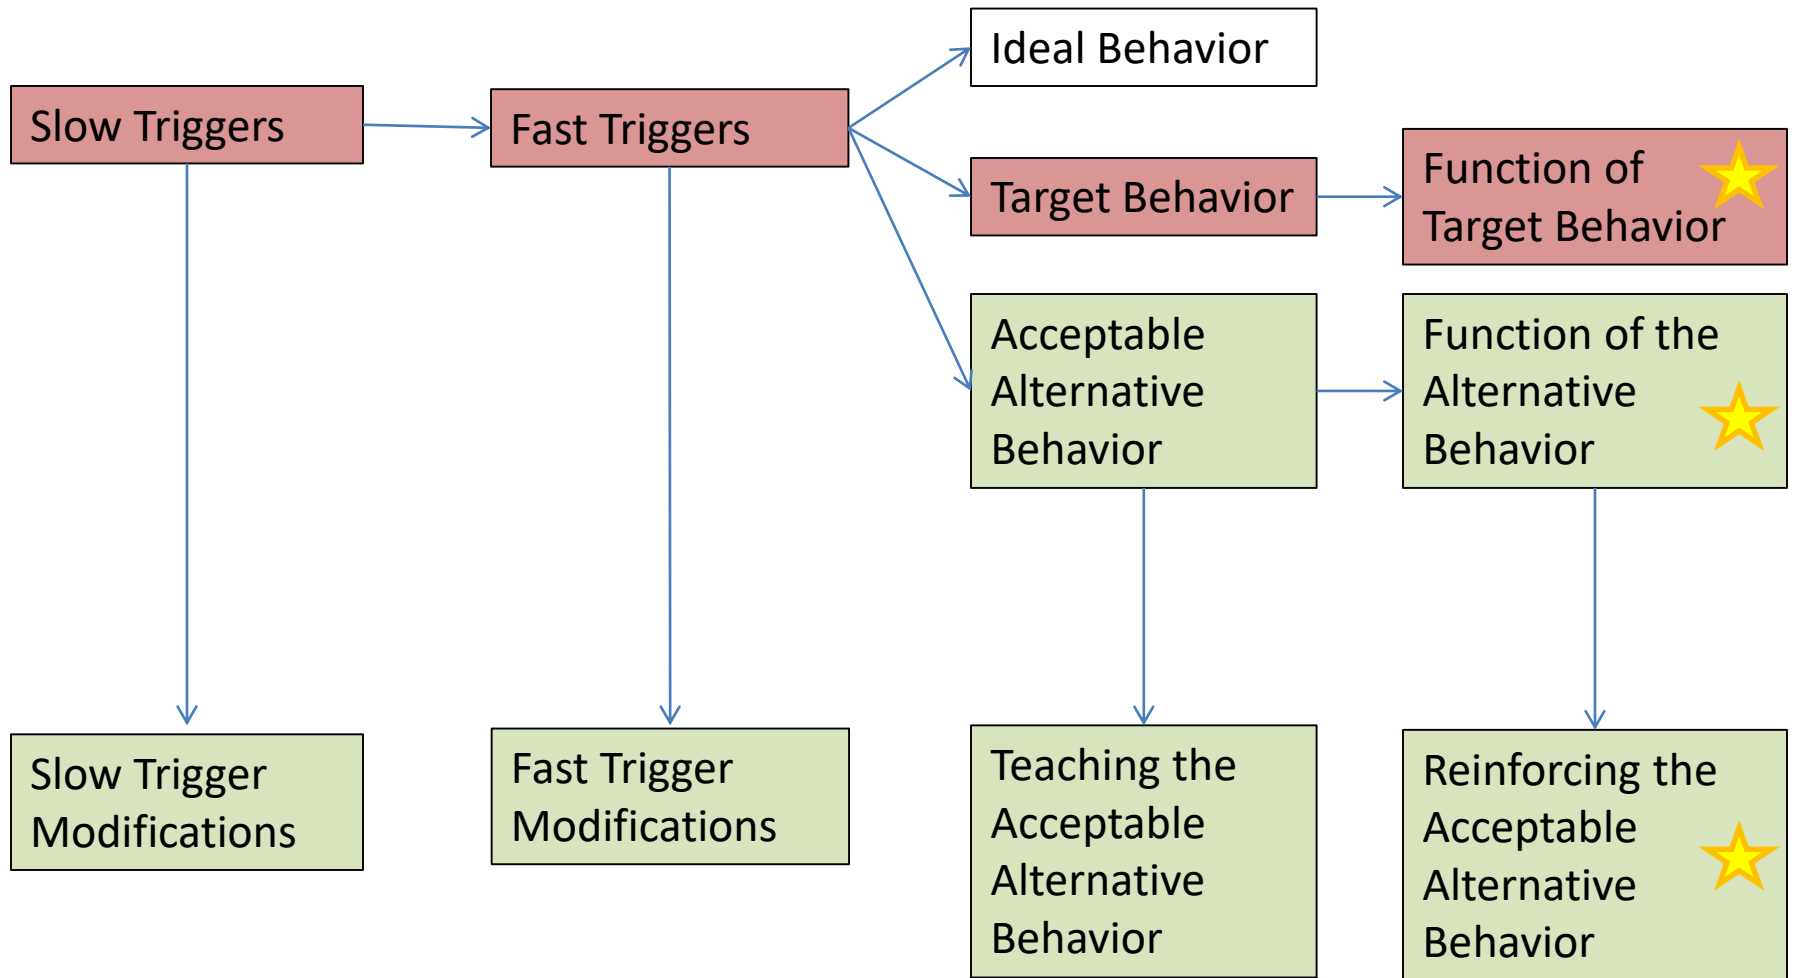 Ideal Behavior
Slow Triggers
Fast Triggers
Target Behavior
Function of
Target Behavior
Acceptable
Alternative
Behavior
Function of the
Alternative
Behavior
Slow Trigger
Modifications
Fast Trigger
Modifications
Teaching the
Acceptable
Alternative
Behavior
Reinforcing the
Acceptable
Alternative
Behavior